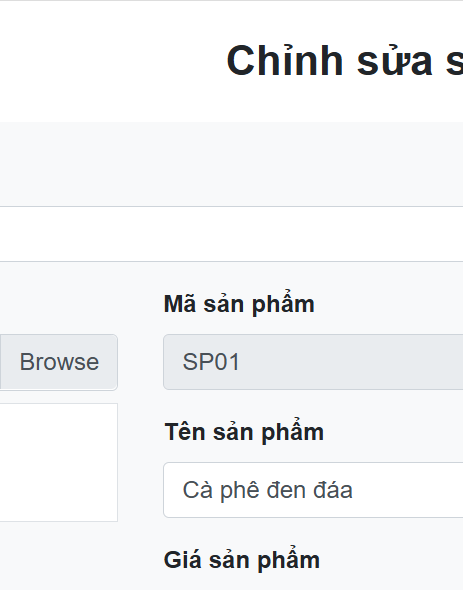 Chỉnh sửa s
Mã sản phẩm
Browse
SP01
Tên sản phẩm
Cà phê đen đáa
Giá sản phẩm